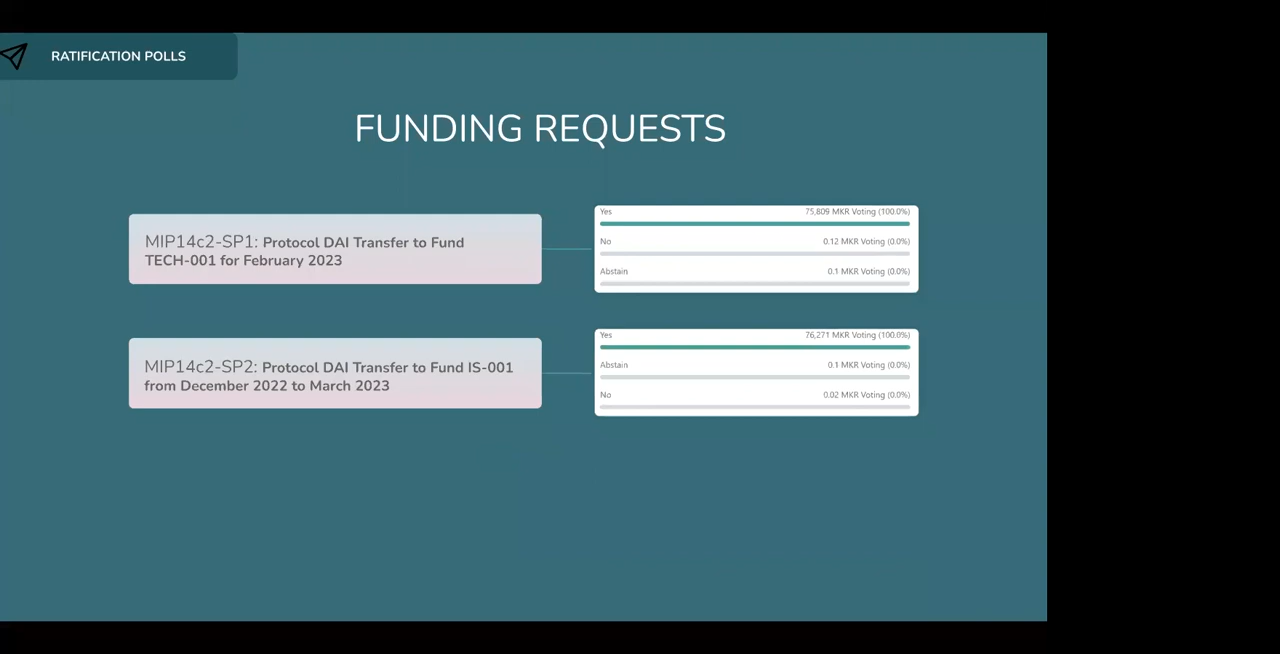 RATIFICATION POLLS
FUNDING REQUESTS
MIP14c2-SP1: Protocol DAI Transfer to Fund
TECH-001 for February 2023
Yes 75,809 MKR Voting (100.0%)
No 0.12 MKR Voting (0.0%)
Abstain 0.1 MKR Voting (0.0%)
MIP14c2-SP2: Protocol DAI Transfer to Fund IS-001
from December 2022 to March 2023
Yes 76,271 MKR Voting (100.0%)
Abstain 0.1 MKR Voting (0.0%)
No 0.02 MKR Voting (0.0%)